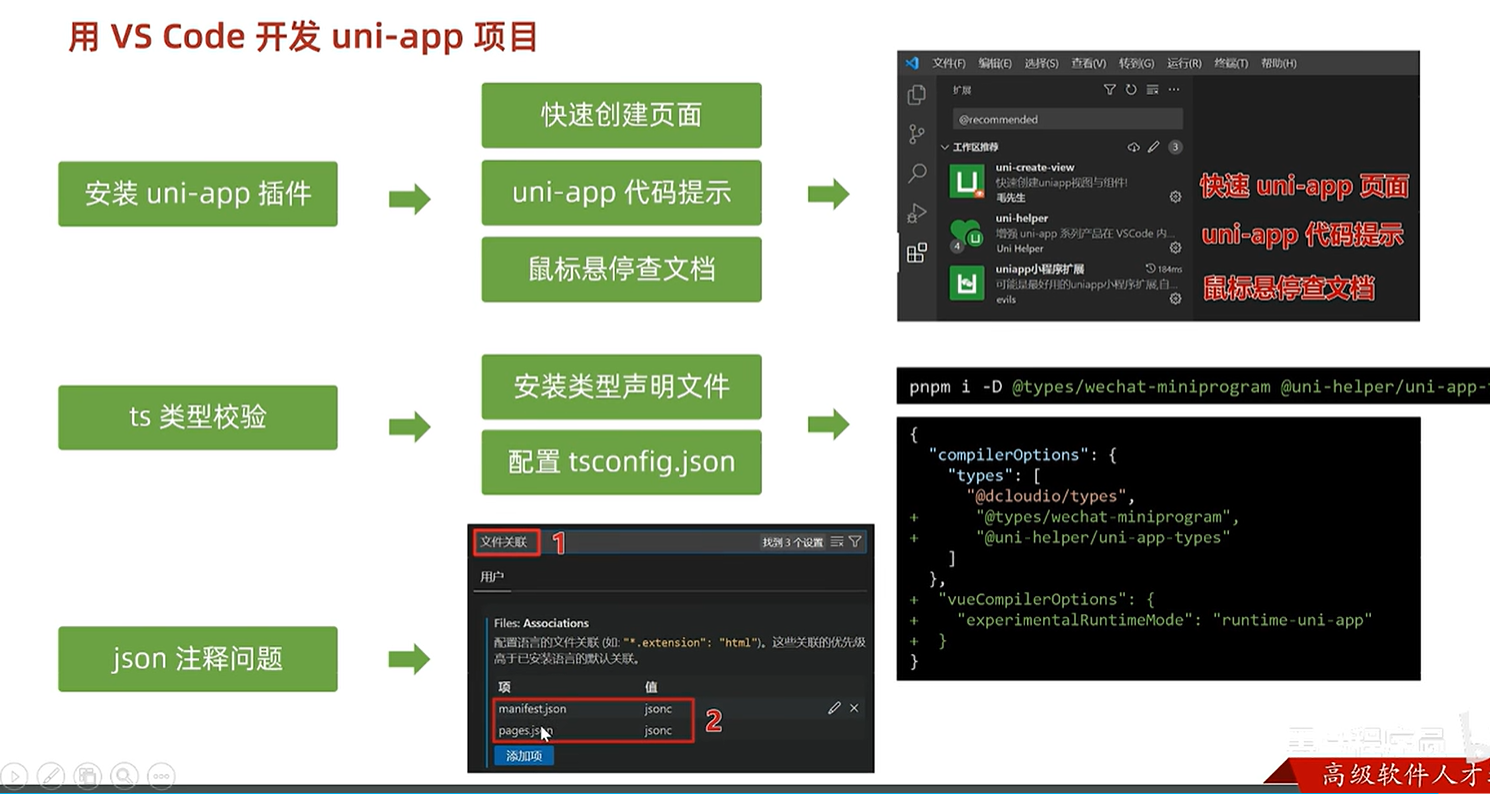 用 VS Code 开发 uni-app 项目
安装 uni-app 插件
快速创建页面
uni-app 代码提示
鼠标悬停查文档
文件(F) 编辑(E) 选择(S) 查看(V) 转到(G) 运行(R) 终端(T) 帮助(H)
扩展
@recommended
工作区推荐 3
uni-create-view
快速创建uniapp视图与组件!
毛先生
uni-helper
增强 uni-app 系列产品在 VSCode 内...
4 Uni Helper
uniapp小程序扩展 184ms
可能是最好用的uniapp小程序扩展,自...
evils
快速 uni-app 页面
uni-app 代码提示
鼠标悬停查文档
ts 类型校验
安装类型声明文件
配置 tsconfig.json
pnpm i -D @types/wechat-miniprogram @uni-helper/uni-app-
{
"compilerOptions": {
"types": [
"@dcloudio/types",
+ "@types/wechat-miniprogram",
+ "@uni-helper/uni-app-types"
]
},
+ "vueCompilerOptions": {
+ "experimentalRuntimeMode": "runtime-uni-app"
+ }
}
json 注释问题
文件关联 1 找到 3 个设置
用户
Files: Associations
配置语言的文件关联 (如: "*.extension": "html")。这些关联的优先级
高于已安装语言的默认关联。
项 值
manifest.json jsonc
pages.json jsonc
2
添加项
高级软件人才